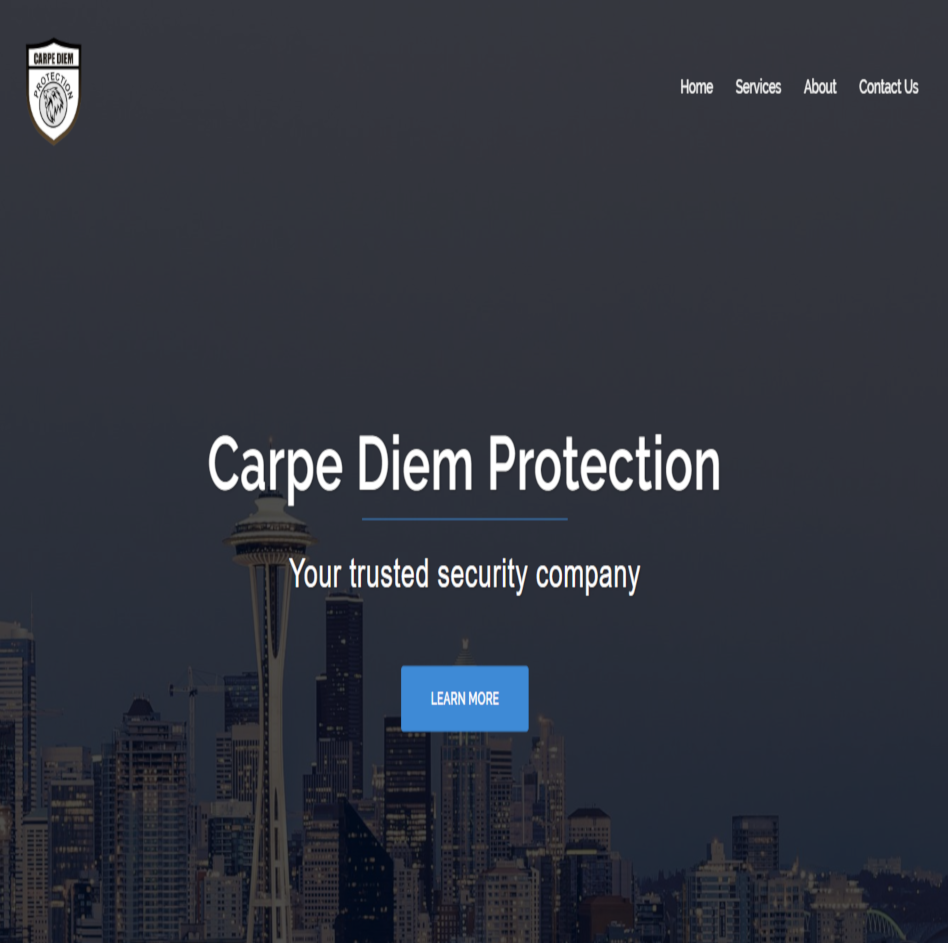 CARPE DIEM
PROTECTION
Home Services About Contact Us
Carpe Diem Protection
Your trusted security company
LEARN MORE